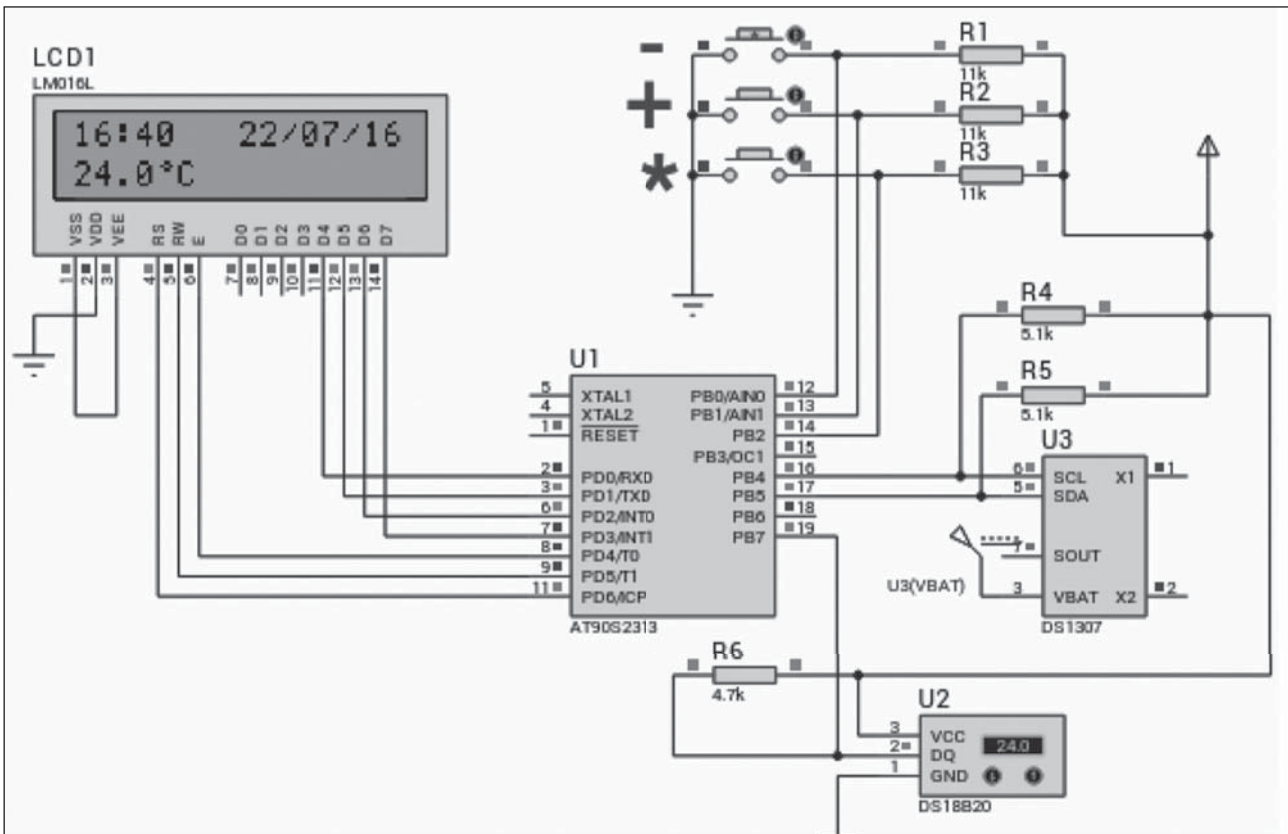 LCD1
LM016L
16:40 22/07/16
24.0°C
VSS VDD VEE RS RW E D0 D1 D2 D3 D4 D5 D6 D7
1 2 3 4 5 6 7 8 9 10 11 12 13 14
-
+
*
R1
11k
R2
11k
R3
11k
R4
5.1k
R5
5.1k
U1
5 XTAL1 PB0/AIN0 12
4 XTAL2 PB1/AIN1 13
1 RESET PB2 14
PB3/OC1 15
2 PD0/RXD PB4 16
3 PD1/TXD PB5 17
6 PD2/INT0 PB6 18
7 PD3/INT1 PB7 19
8 PD4/T0
9 PD5/T1
11 PD6/ICP
AT90S2313
U3
6 SCL X1 1
5 SDA
7 SOUT
U3(VBAT)
3 VBAT X2 2
DS1307
R6
4.7k
U2
3 VCC
2 DQ 24.0
1 GND
DS18B20